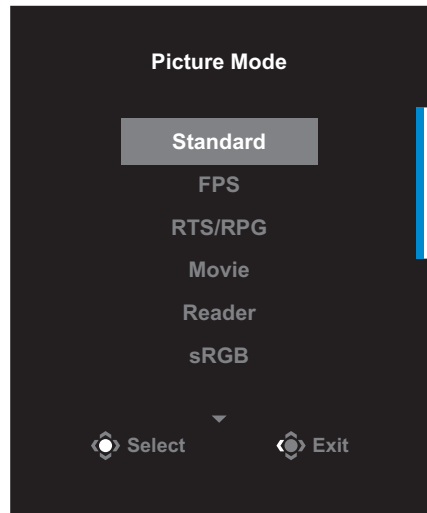 Picture Mode
Standard
FPS
RTS/RPG
Movie
Reader
sRGB
Select Exit